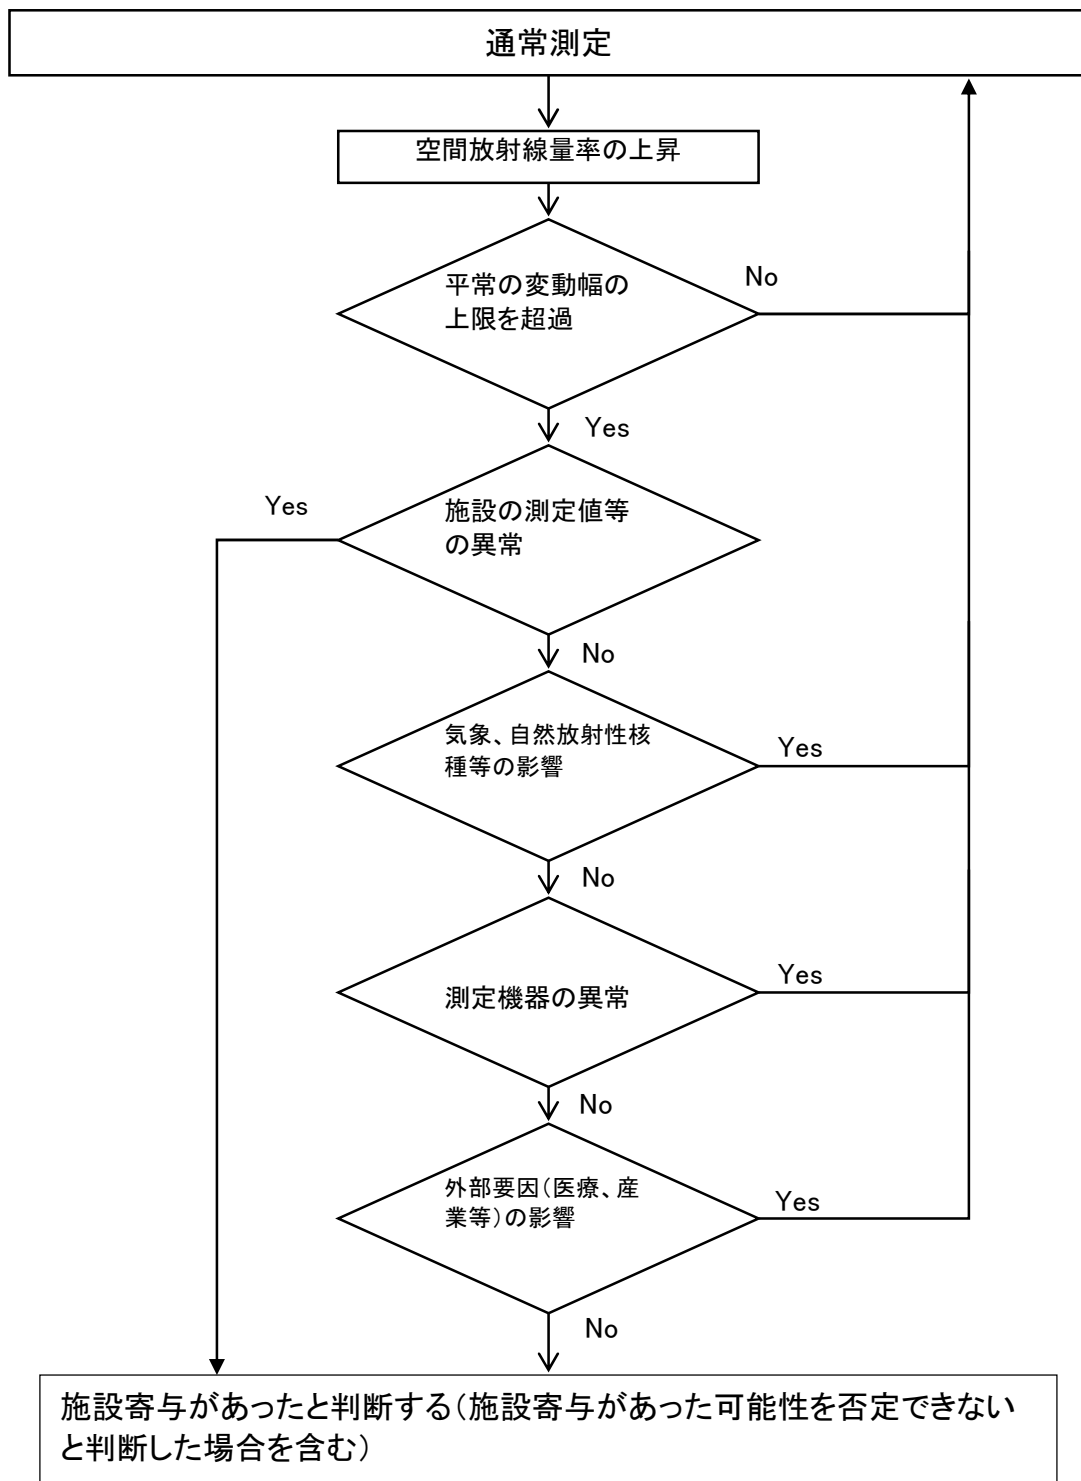 通常測定
空間放射線量率の上昇
平常の変動幅の
上限を超過
No
Yes
施設の測定値等
の異常
Yes
No
気象、自然放射性核
種等の影響
Yes
No
測定機器の異常
Yes
No
外部要因(医療、産
業等)の影響
Yes
No
施設寄与があったと判断する(施設寄与があった可能性を否定できない
と判断した場合を含む)